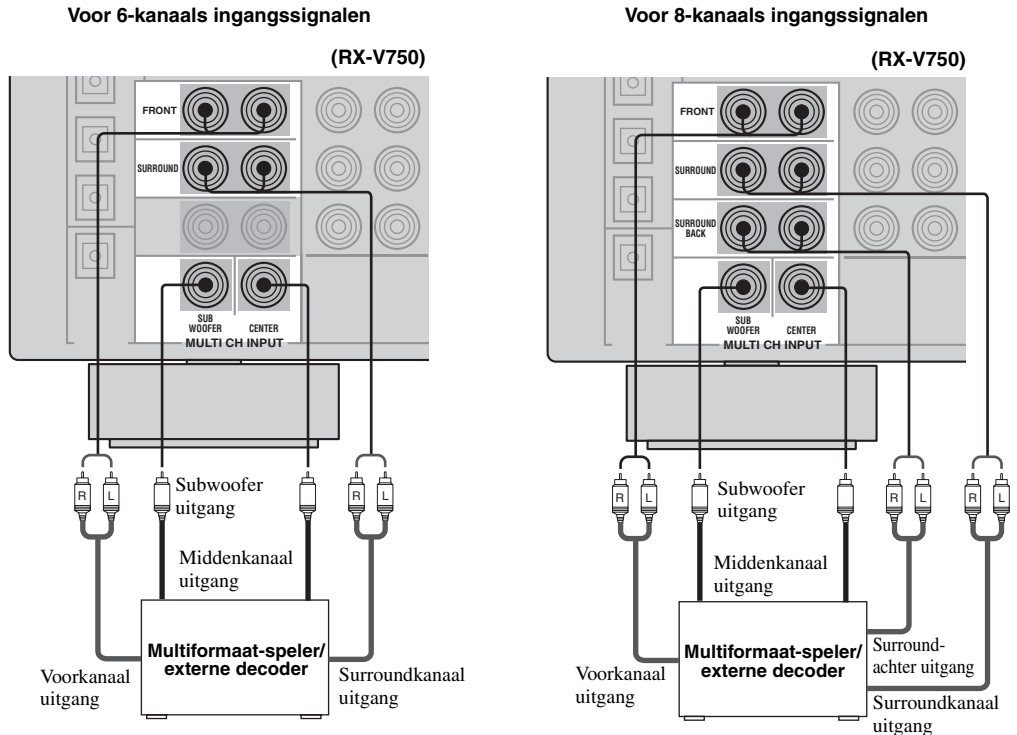 Voor 6-kanaals ingangssignalen
(RX-V750)
FRONT
SURROUND
SUB
WOOFER
CENTER
MULTI CH INPUT
R L
R L
Subwoofer
uitgang
Middenkanaal
uitgang
Multiformaat-speler/
externe decoder
Voorkanaal
uitgang
Surroundkanaal
uitgang
Voor 8-kanaals ingangssignalen
(RX-V750)
FRONT
SURROUND
SURROUND
BACK
SUB
WOOFER
CENTER
MULTI CH INPUT
R L
R L
R L
Subwoofer
uitgang
Middenkanaal
uitgang
Multiformaat-speler/
externe decoder
Voorkanaal
uitgang
Surround-
achter uitgang
Surroundkanaal
uitgang